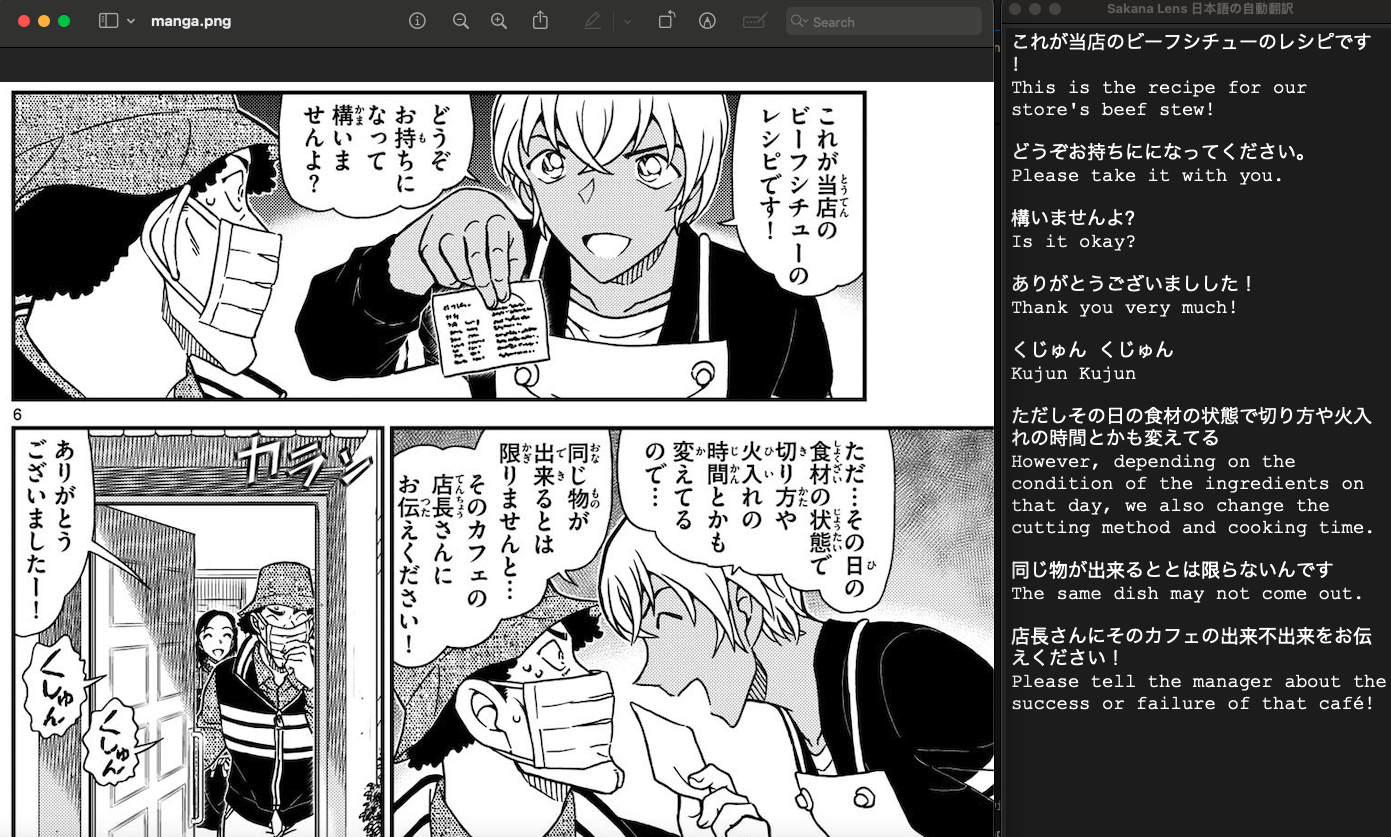 manga.png
Search
Sakana Lens 日本語の自動翻訳
これが当店の
ビーフシチューの
レシピです!
どうぞ
お持ちに
なって
構いま
せんよ?
6
ただ…その日の
食材の状態で
切り方や
火入れの
時間とかも
変えてる
ので…
同じ物が
出来るとは
限りませんと…
そのカフェの
店長さんに
お伝えください!
カラン
ありがとう
ございましたー!
くしゅん
くしゅん
これが当店のビーフシチューのレシピです
!
This is the recipe for our
store's beef stew!
どうぞお持ちにになってください。
Please take it with you.
構いませんよ?
Is it okay?
ありがとうございましした!
Thank you very much!
くじゅん くじゅん
Kujun Kujun
ただしその日の食材の状態で切り方や火入
れの時間とかも変えてる
However, depending on the
condition of the ingredients on
that day, we also change the
cutting method and cooking time.
同じ物が出来るととは限らないんです
The same dish may not come out.
店長さんにそのカフェの出来不出来をお伝
えください!
Please tell the manager about the
success or failure of that café!